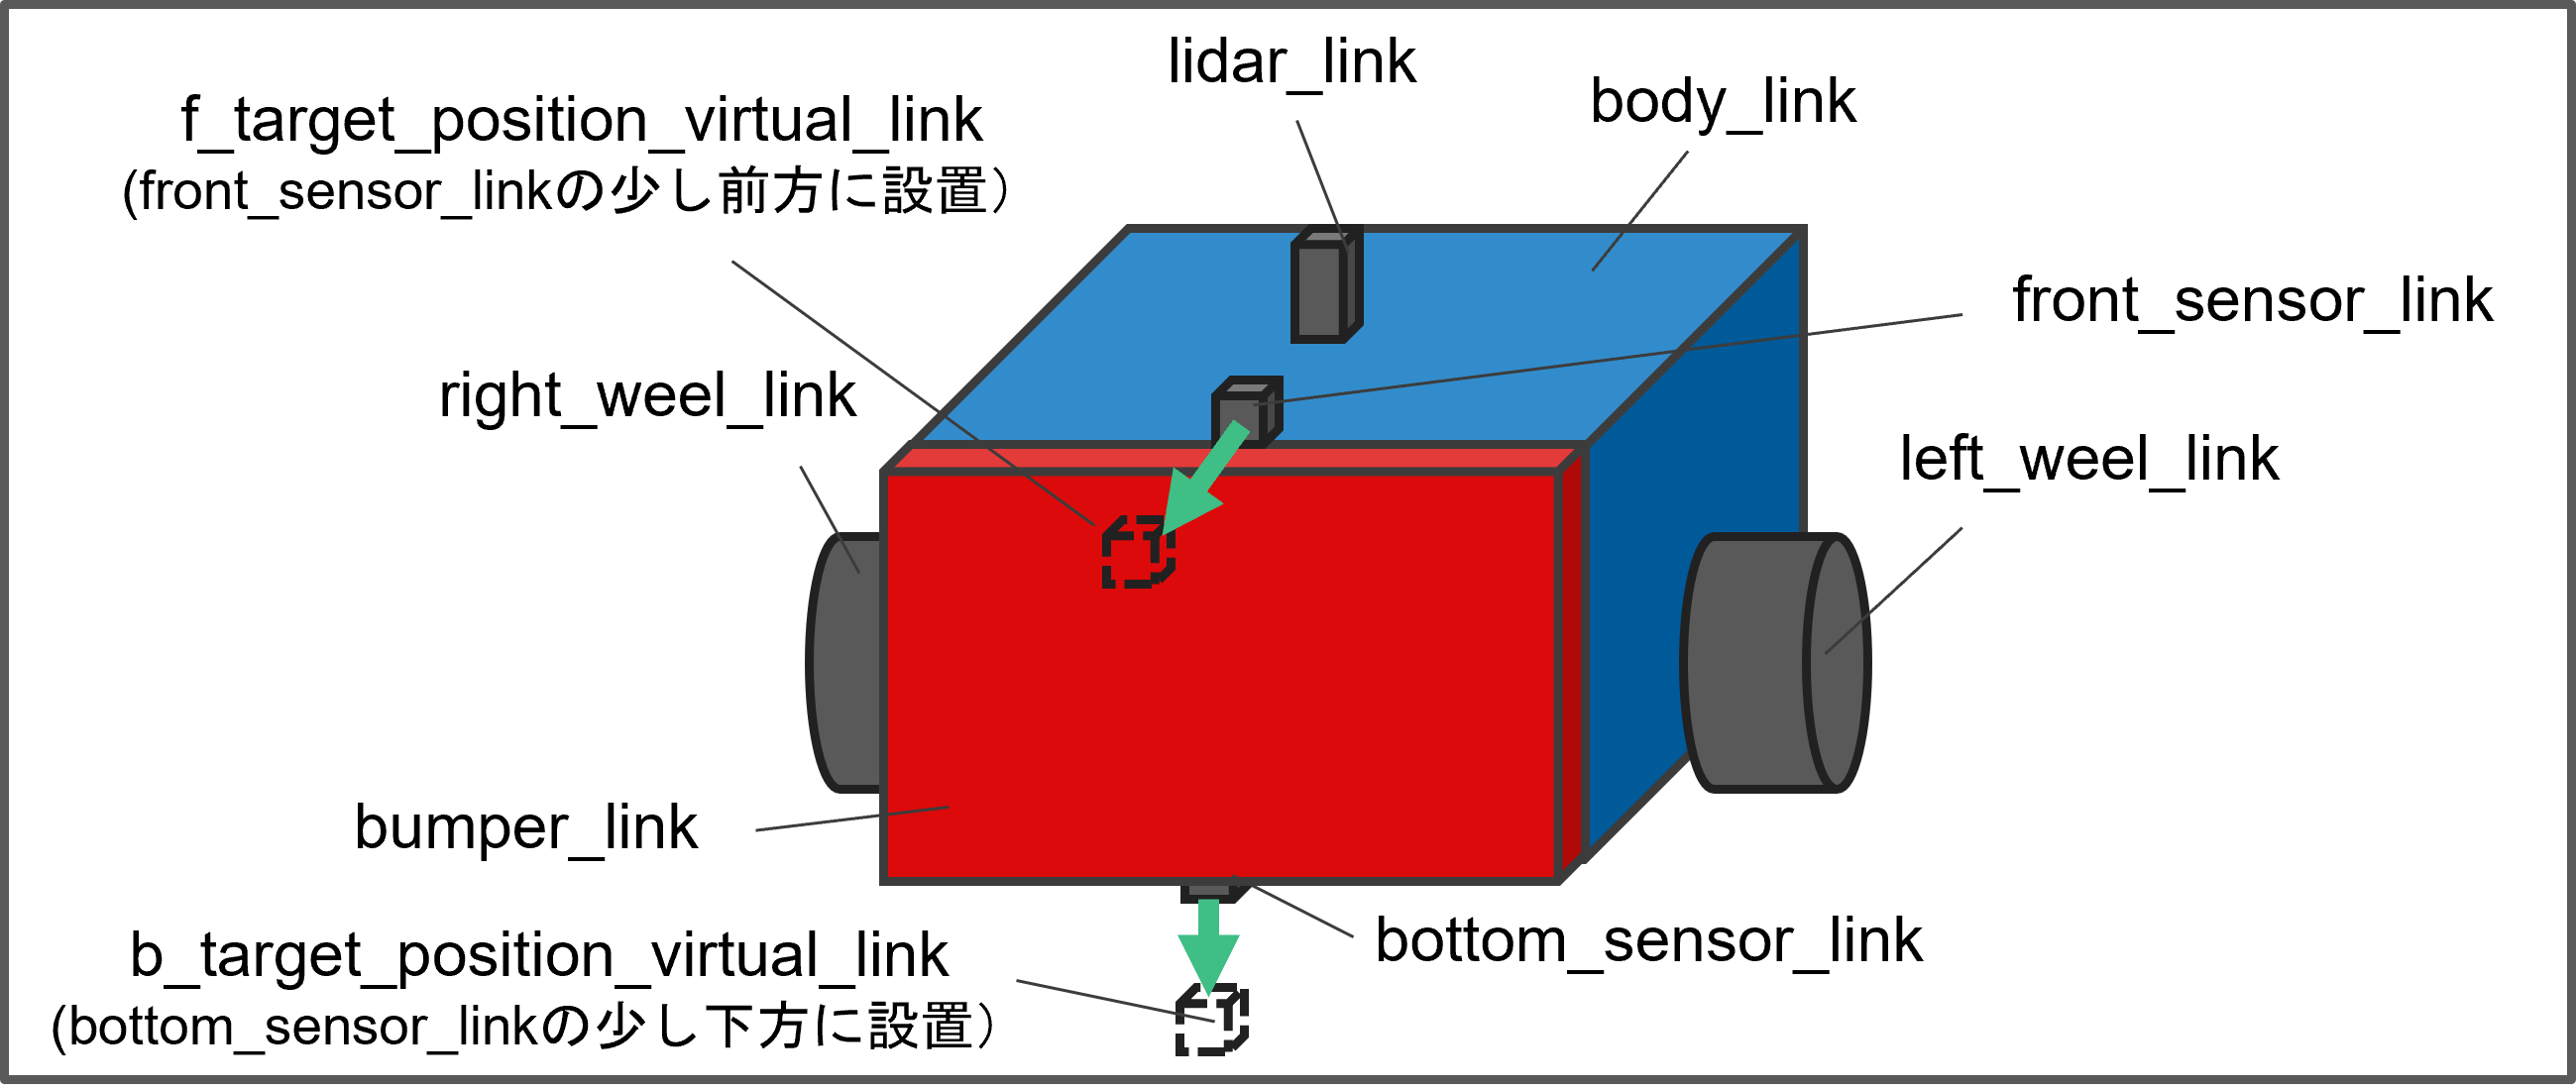 lidar_link
body_link
f_target_position_virtual_link
(front_sensor_linkの少し前方に設置）
front_sensor_link
right_weel_link
left_weel_link
bumper_link
bottom_sensor_link
b_target_position_virtual_link
(bottom_sensor_linkの少し下方に設置）